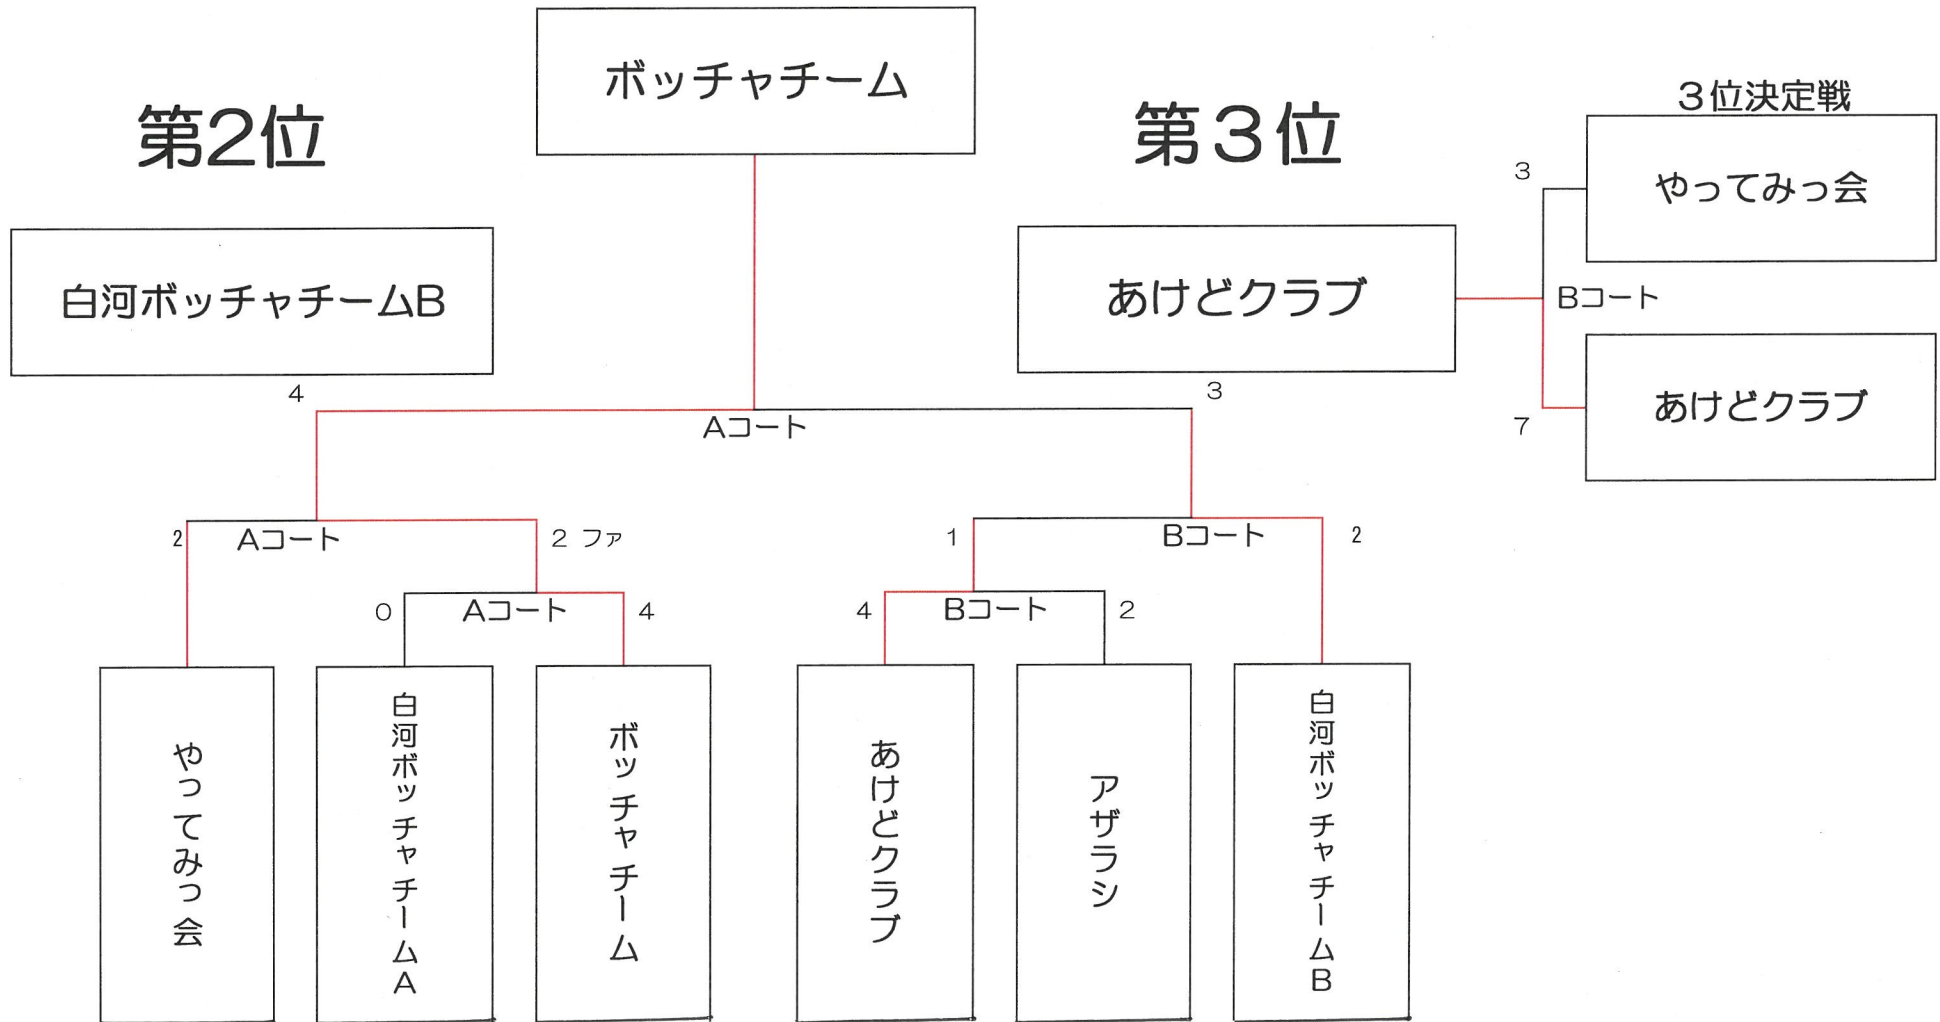 ボッチャチーム
第2位
第３位
３位決定戦
3
やってみっ会
白河ボッチャチームB
あけどクラブ
Bコート
あけどクラブ
7
4
3
Aコート
2
Aコート
2 ファ
1
Bコート
2
0
Aコート
4
4
Bコート
2
やってみっ会
白河ボッチャチームA
ボッチャチーム
あけどクラブ
アザラシ
白河ボッチャチームB